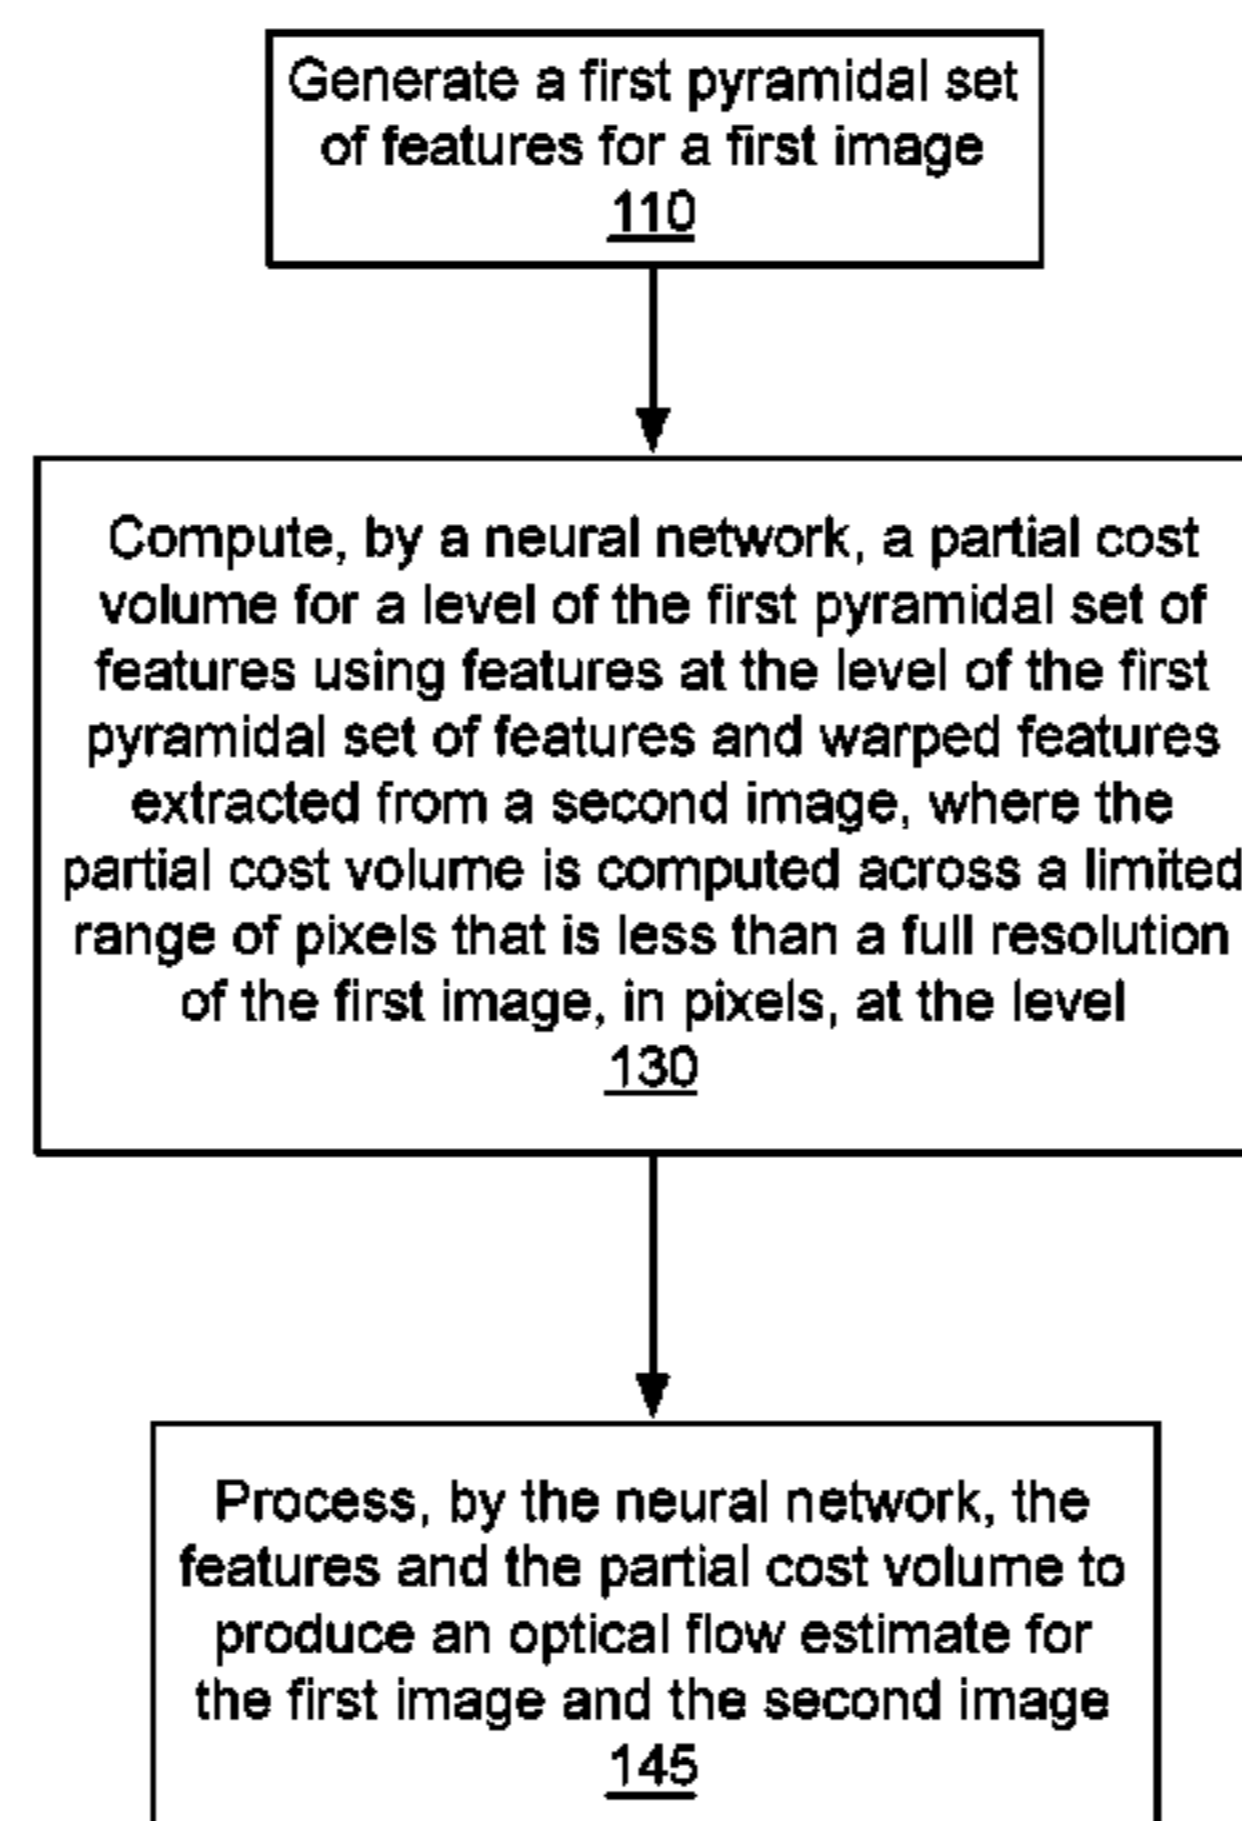 Generate a first pyramidal set
of features for a first image
110
Compute, by a neural network, a partial cost
volume for a level of the first pyramidal set of
features using features at the level of the first
pyramidal set of features and warped features
extracted from a second image, where the
partial cost volume is computed across a limited
range of pixels that is less than a full resolution
of the first image, in pixels, at the level
130
Process, by the neural network, the
features and the partial cost volume to
produce an optical flow estimate for
the first image and the second image
145